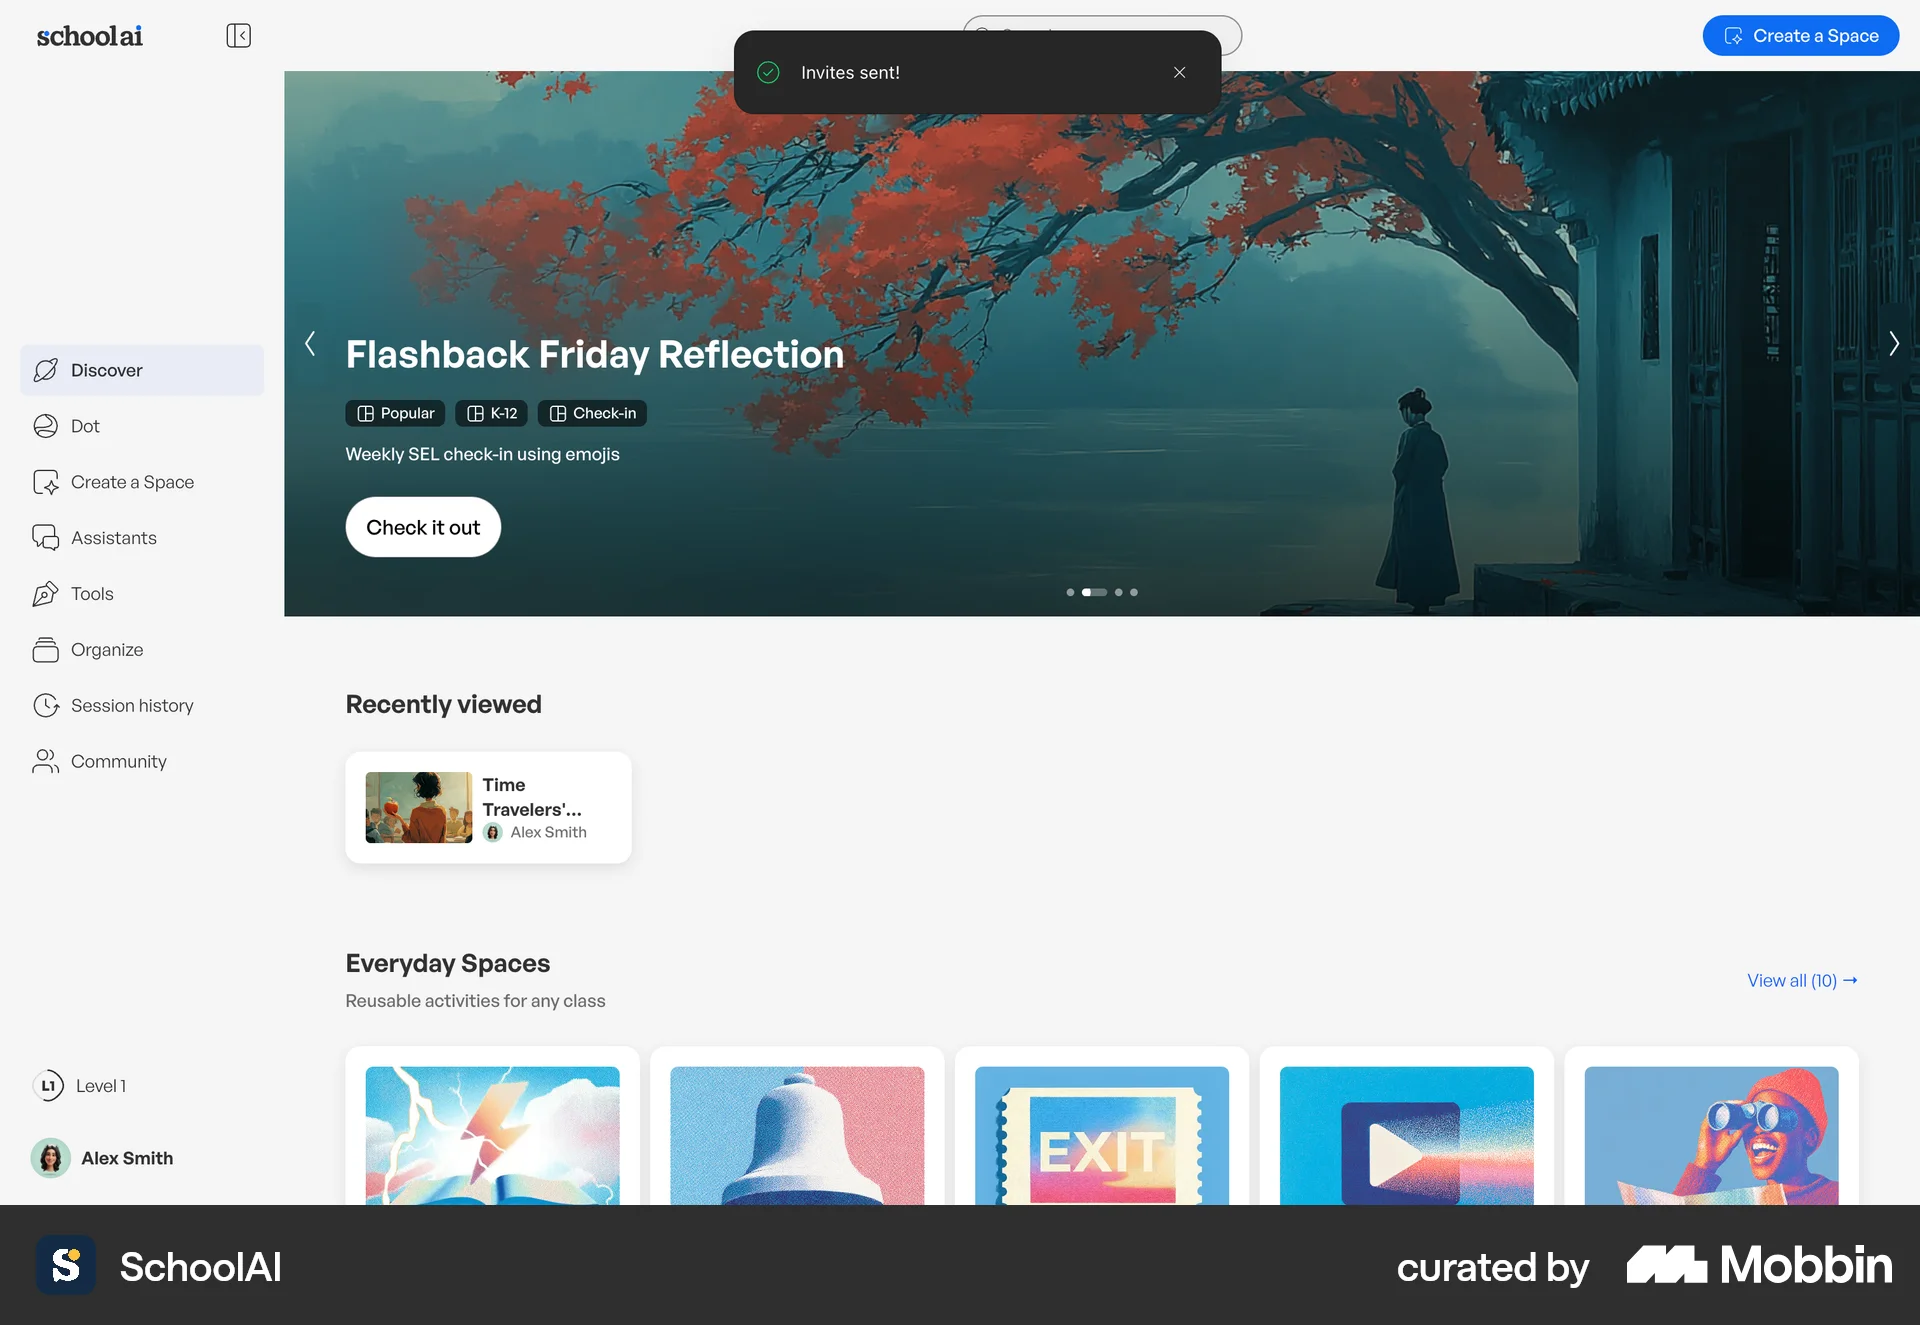 school ai
Invites sent!
Create a Space
Discover
Dot
Create a Space
Assistants
Tools
Organize
Session history
Community
L1 Level 1
Alex Smith
Flashback Friday Reflection
Popular K-12 Check-in
Weekly SEL check-in using emojis
Check it out
Recently viewed
Time
Travelers'...
Alex Smith
Everyday Spaces
Reusable activities for any class
View all (10) →
EXIT
S SchoolAI
curated by Mobbin